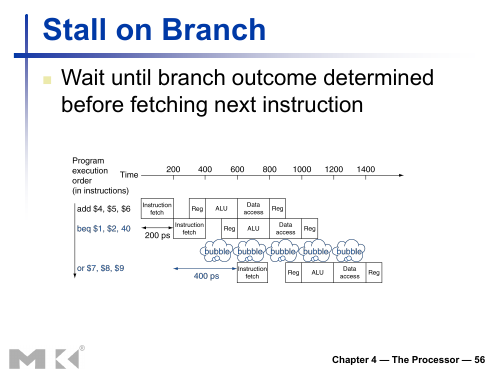 Stall on Branch
Wait until branch outcome determined
before fetching next instruction
Program
execution
order
(in instructions)
Time
200 400 600 800 1000 1200 1400
add $4, $5, $6
Instruction
fetch
Reg
ALU
Data
access
Reg
beq $1, $2, 40
200 ps
Instruction
fetch
Reg
ALU
Data
access
Reg
bubble bubble bubble bubble bubble
or $7, $8, $9
400 ps
Instruction
fetch
Reg
ALU
Data
access
Reg
MK®
Chapter 4 — The Processor — 56